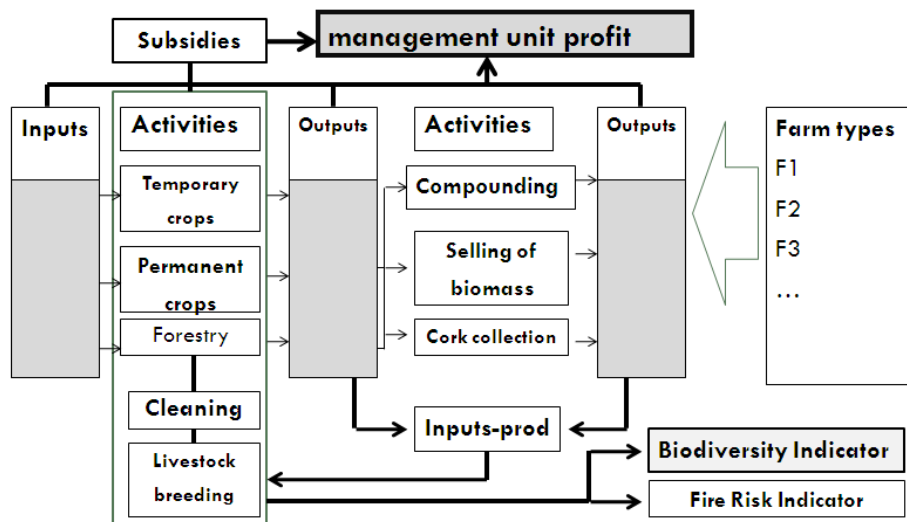 Subsidies
management unit profit
Inputs
Activities
Outputs
Activities
Outputs
Farm types
F1
F2
F3
...
Temporary
crops
Compounding
Permanent
crops
Selling of
biomass
Forestry
Cork collection
Cleaning
Inputs-prod
Livestock
breeding
Biodiversity Indicator
Fire Risk Indicator